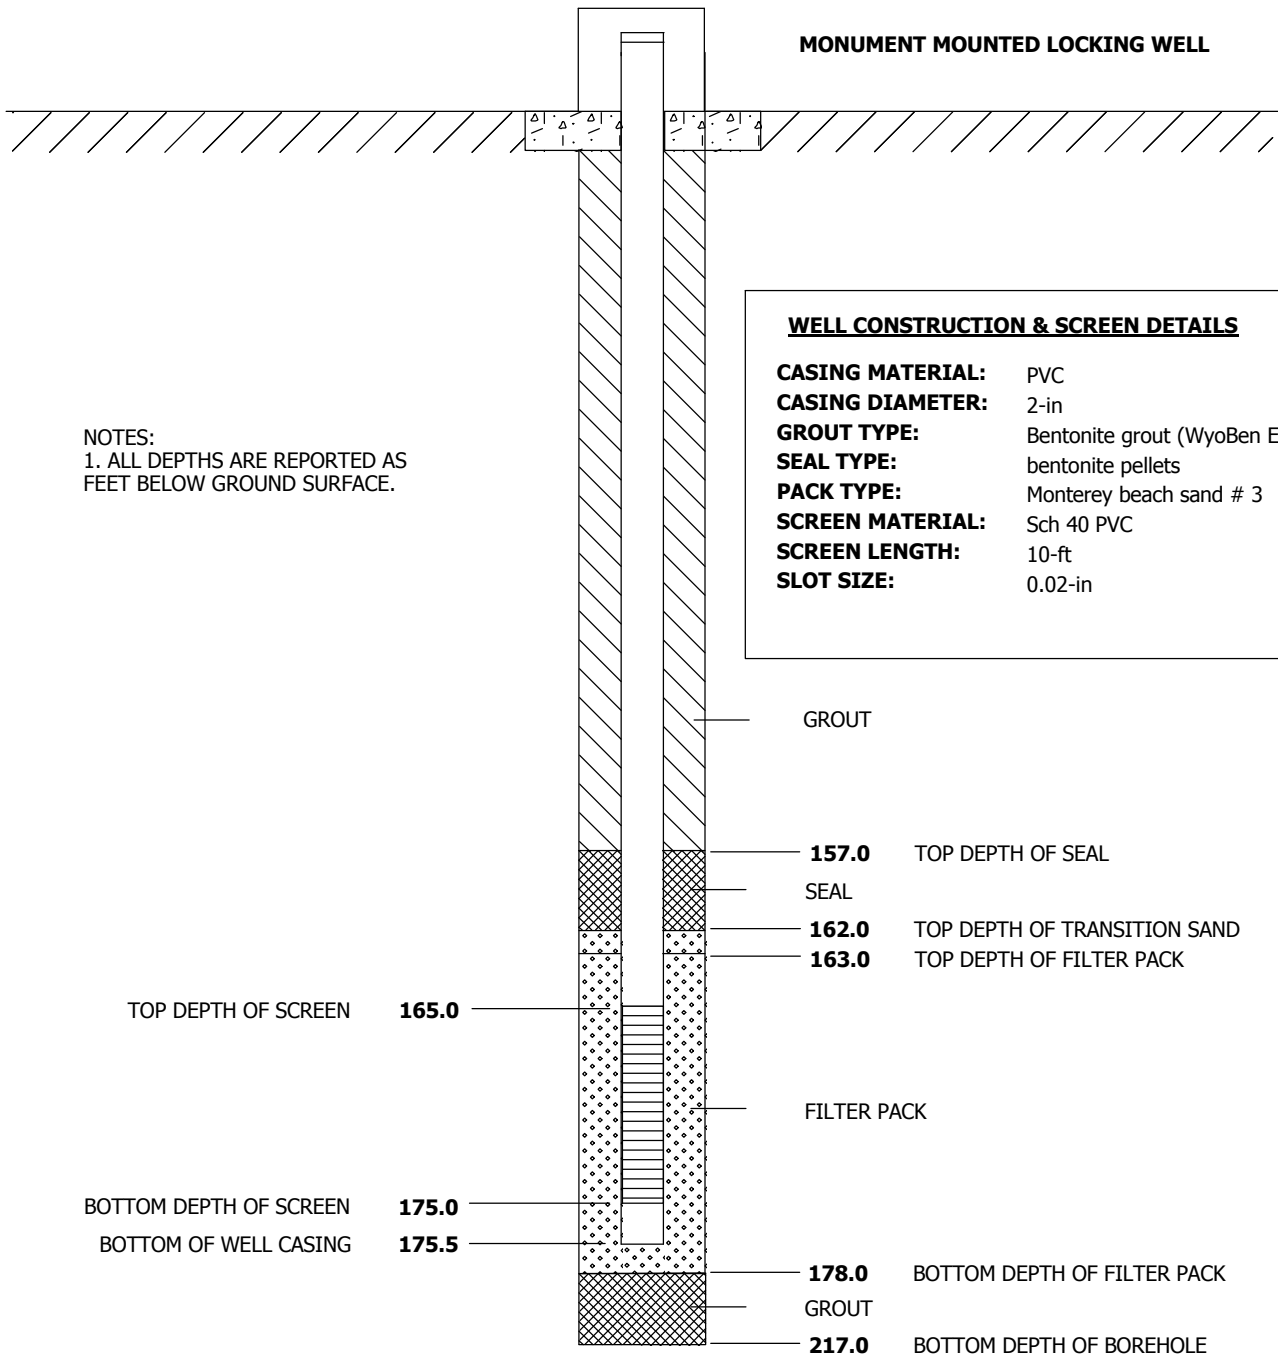 MONUMENT MOUNTED LOCKING WELL
NOTES:
1. ALL DEPTHS ARE REPORTED AS
FEET BELOW GROUND SURFACE.
WELL CONSTRUCTION & SCREEN DETAILS
CASING MATERIAL: PVC
CASING DIAMETER: 2-in
GROUT TYPE: Bentonite grout (WyoBen E
SEAL TYPE: bentonite pellets
PACK TYPE: Monterey beach sand # 3
SCREEN MATERIAL: Sch 40 PVC
SCREEN LENGTH: 10-ft
SLOT SIZE: 0.02-in
GROUT
157.0 TOP DEPTH OF SEAL
SEAL
162.0 TOP DEPTH OF TRANSITION SAND
163.0 TOP DEPTH OF FILTER PACK
TOP DEPTH OF SCREEN 165.0
FILTER PACK
BOTTOM DEPTH OF SCREEN 175.0
BOTTOM OF WELL CASING 175.5
178.0 BOTTOM DEPTH OF FILTER PACK
GROUT
217.0 BOTTOM DEPTH OF BOREHOLE